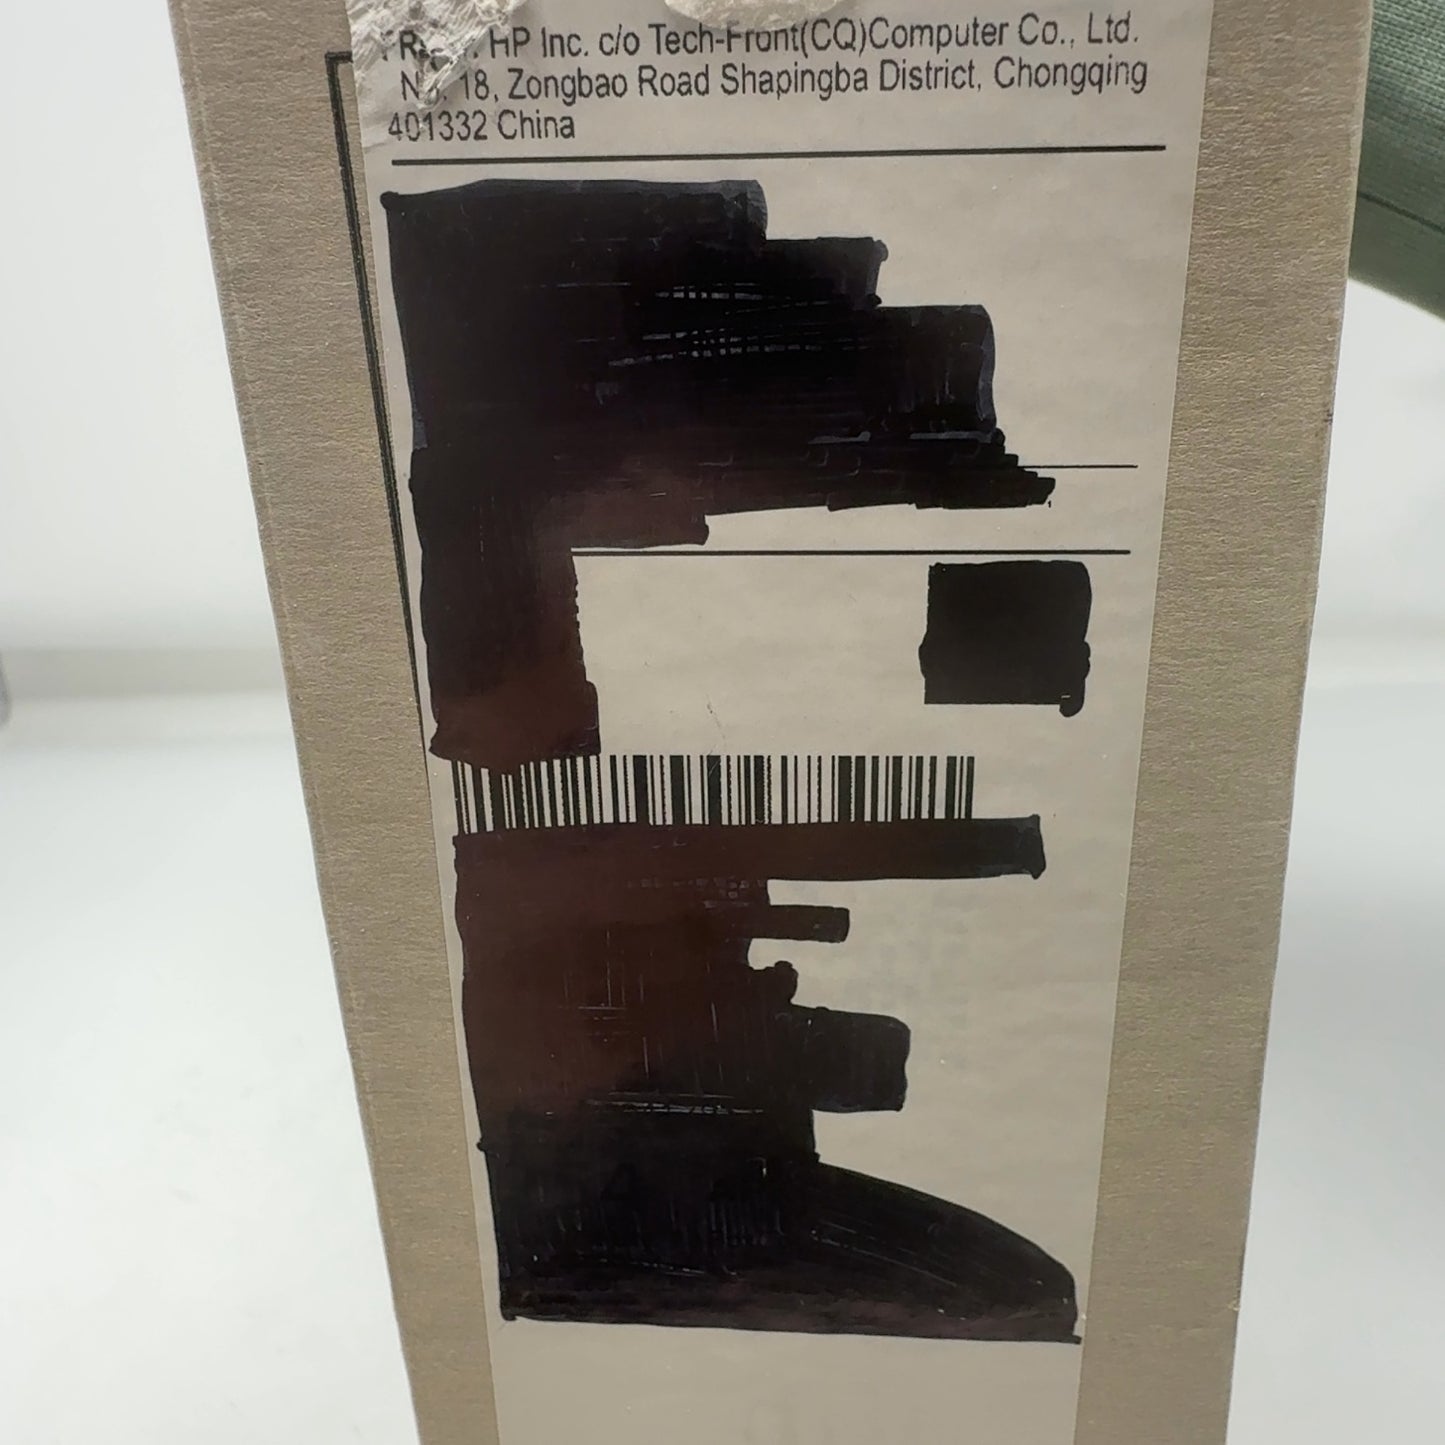 HP Inc. c/o Tech-Front(CQ)Computer Co., Ltd.
18, Zongbao Road Shapingba District, Chongqing
401332 China